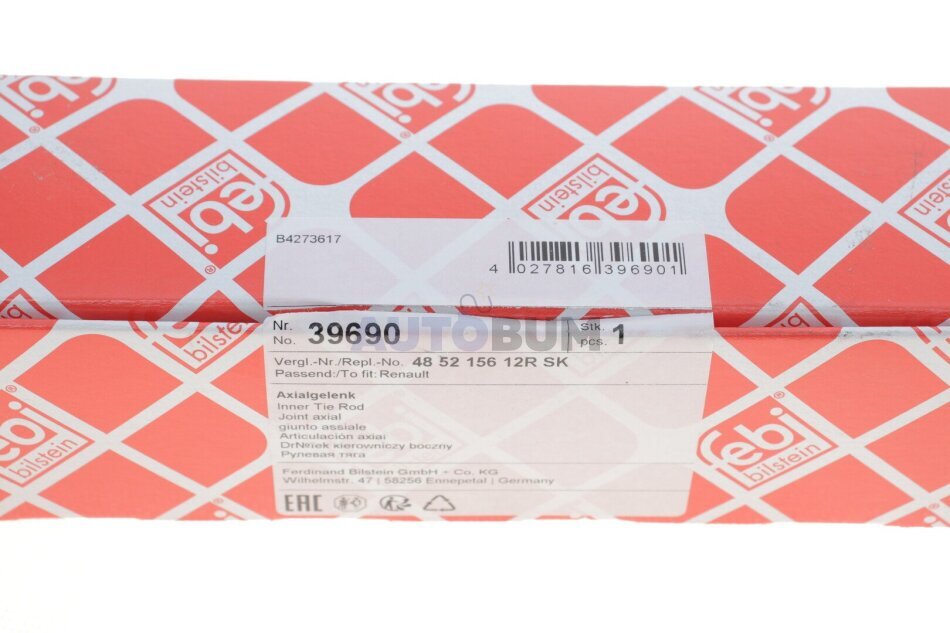 febi
bilstein
febi
bilstein
febi
bilstein
B4273617
4 027816 396901
Nr. No. 39690 Stk. pcs. 1
AUTOBUM
Vergl.-Nr./Repl.-No. 48 52 156 12R SK
Passend:/To fit: Renault
Axialgelenk
Inner Tie Rod
Joint axial
giunto assiale
Articulación axial
DrN¦ek kierowniczy boczny
Рулевая тяга
Ferdinand Bilstein GmbH + Co. KG
Wilhelmstr. 47 | 58256 Ennepetal | Germany
EAC
febi
bilstein
febi
bilstein